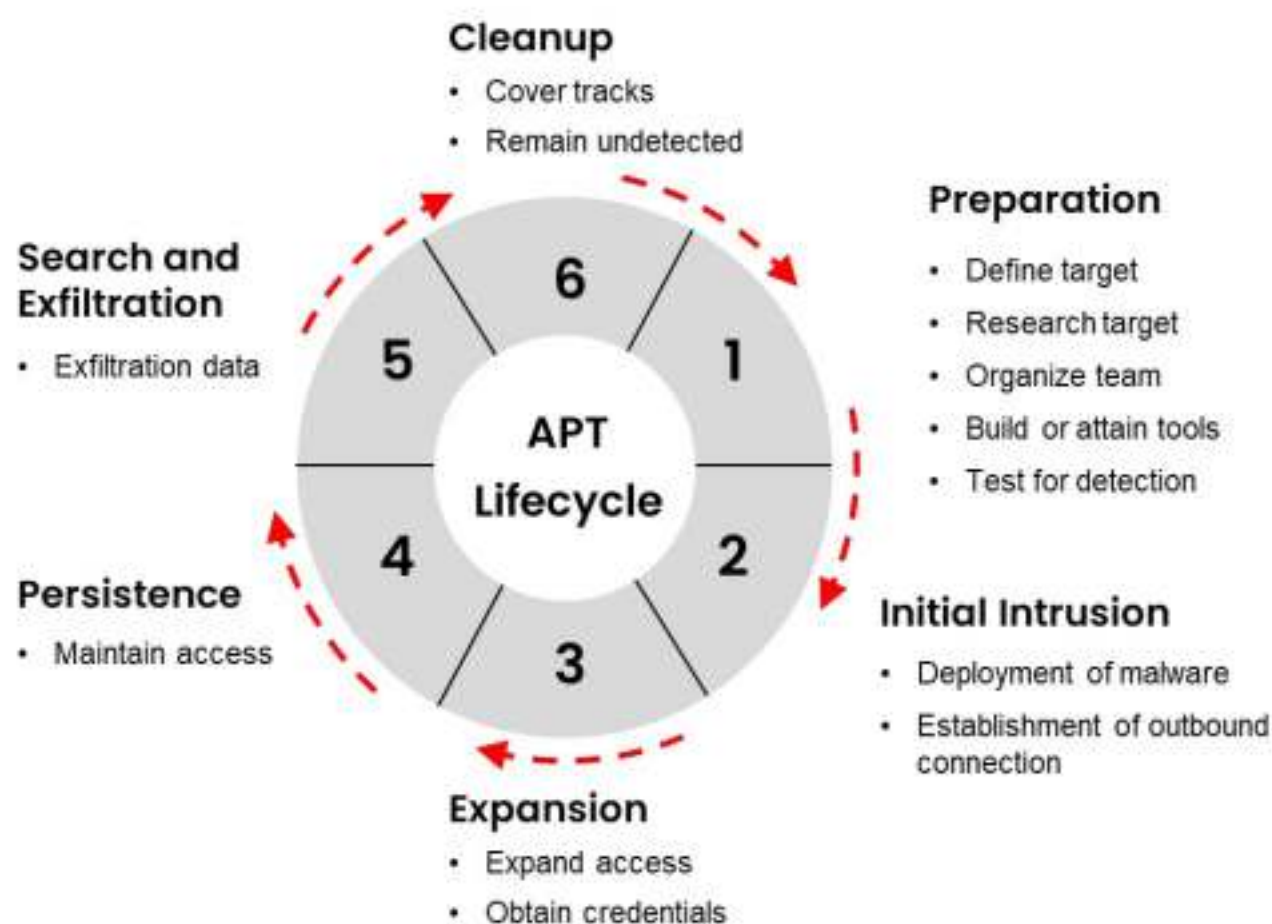 Cleanup
• Cover tracks
• Remain undetected
Preparation
• Define target
• Research target
• Organize team
• Build or attain tools
• Test for detection
Initial Intrusion
• Deployment of malware
• Establishment of outbound
connection
Expansion
• Expand access
• Obtain credentials
Persistence
• Maintain access
Search and
Exfiltration
• Exfiltration data
6
1
2
3
4
5
APT
Lifecycle